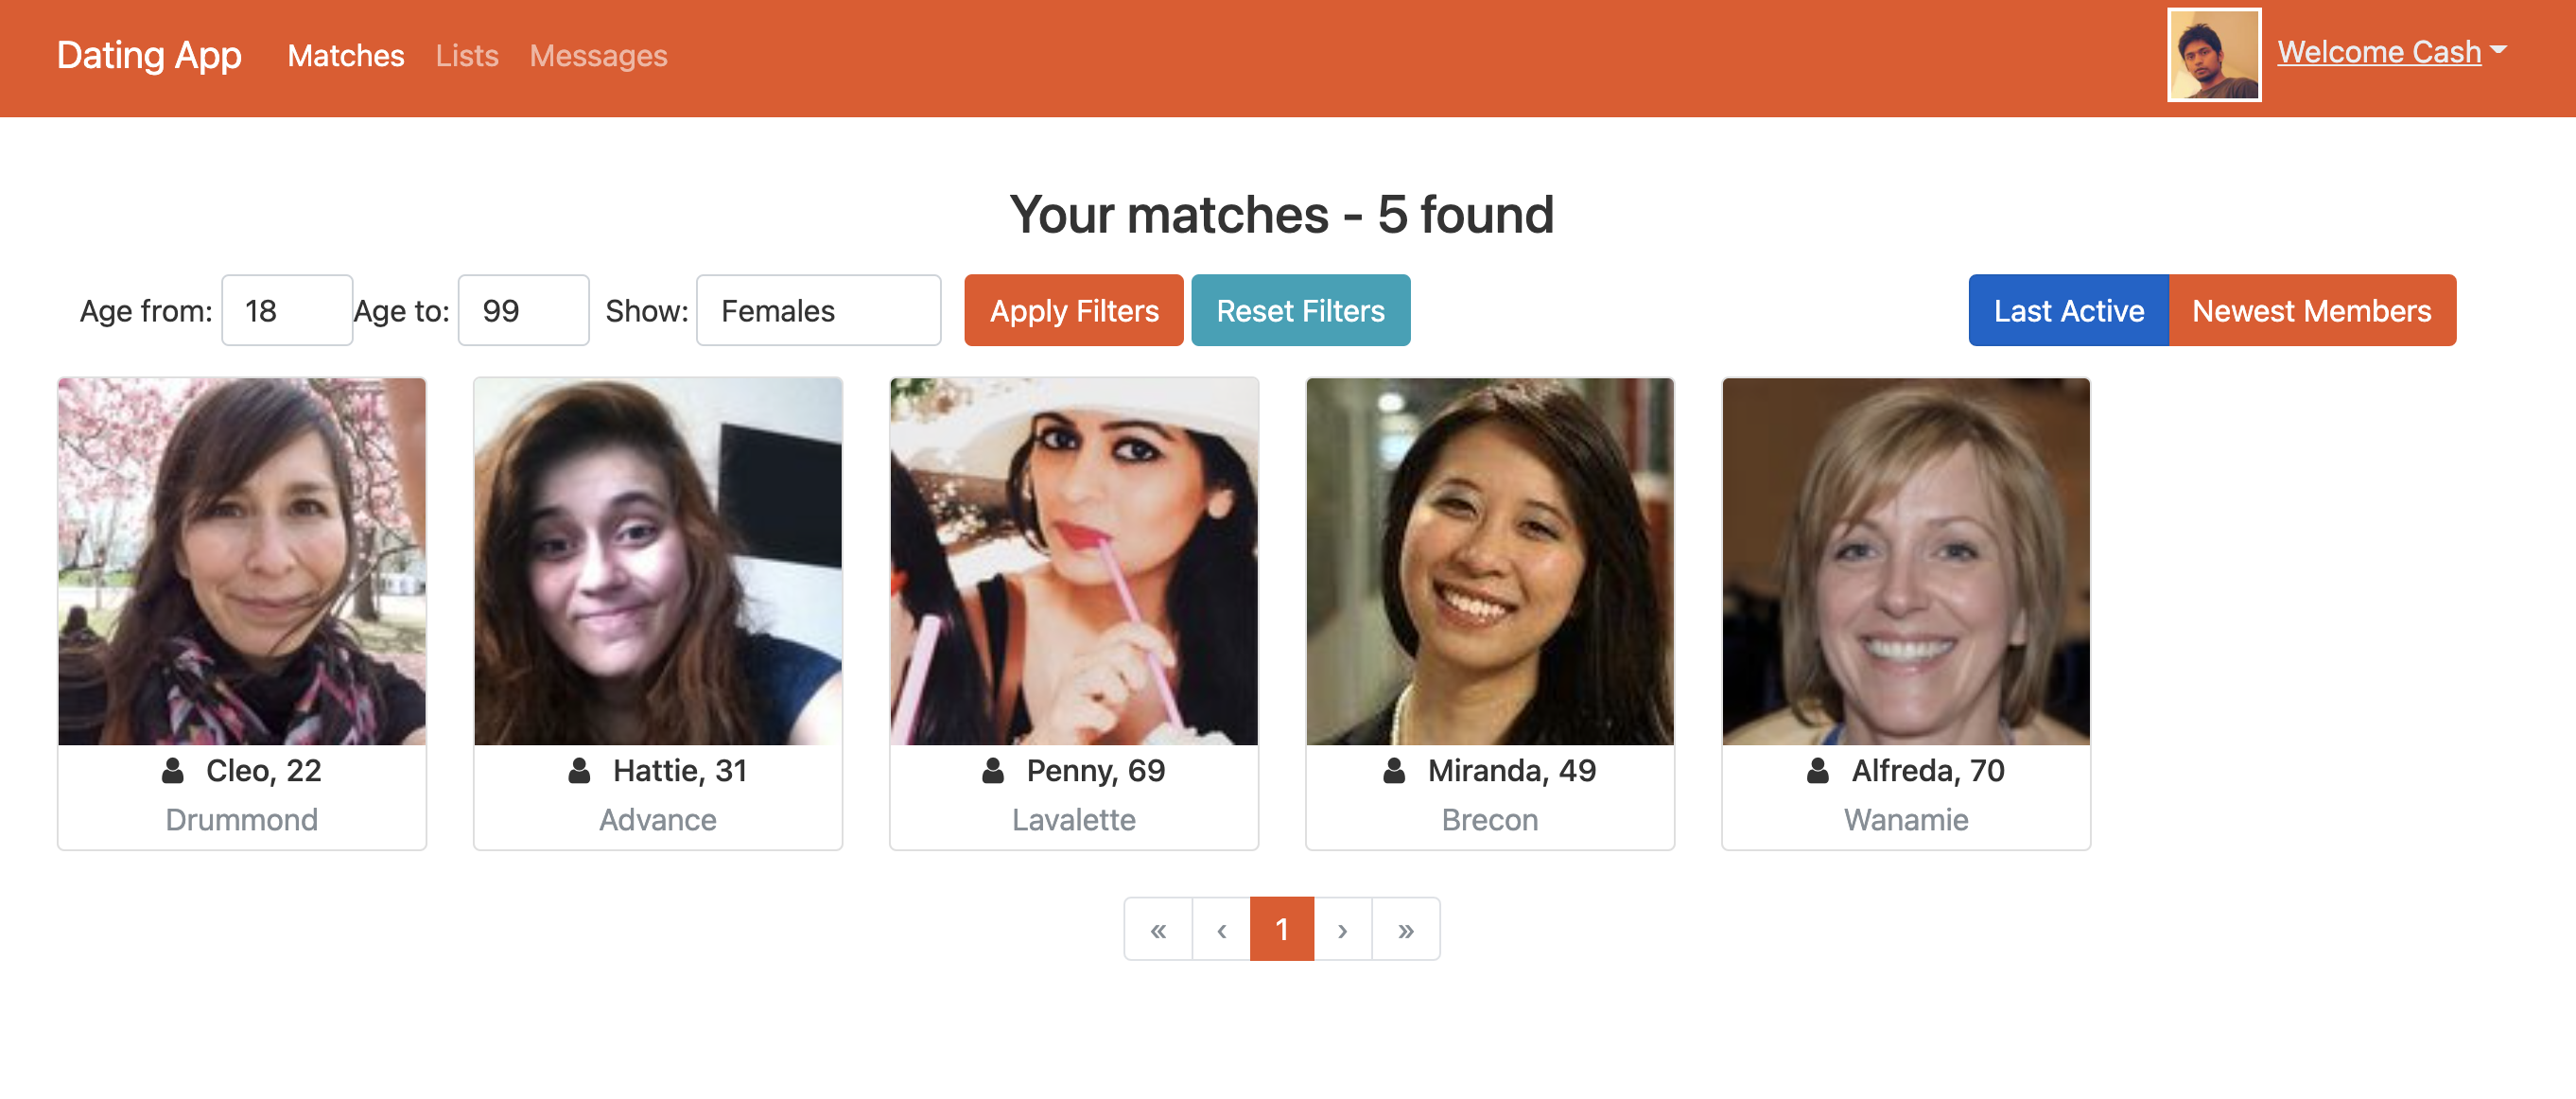 Dating App Matches Lists Messages Welcome Cash
Your matches - 5 found
Age from: 18 Age to: 99 Show: Females Apply Filters Reset Filters Last Active Newest Members
Cleo, 22
Drummond
Hattie, 31
Advance
Penny, 69
Lavalette
Miranda, 49
Brecon
Alfreda, 70
Wanamie
« ‹ 1 › »